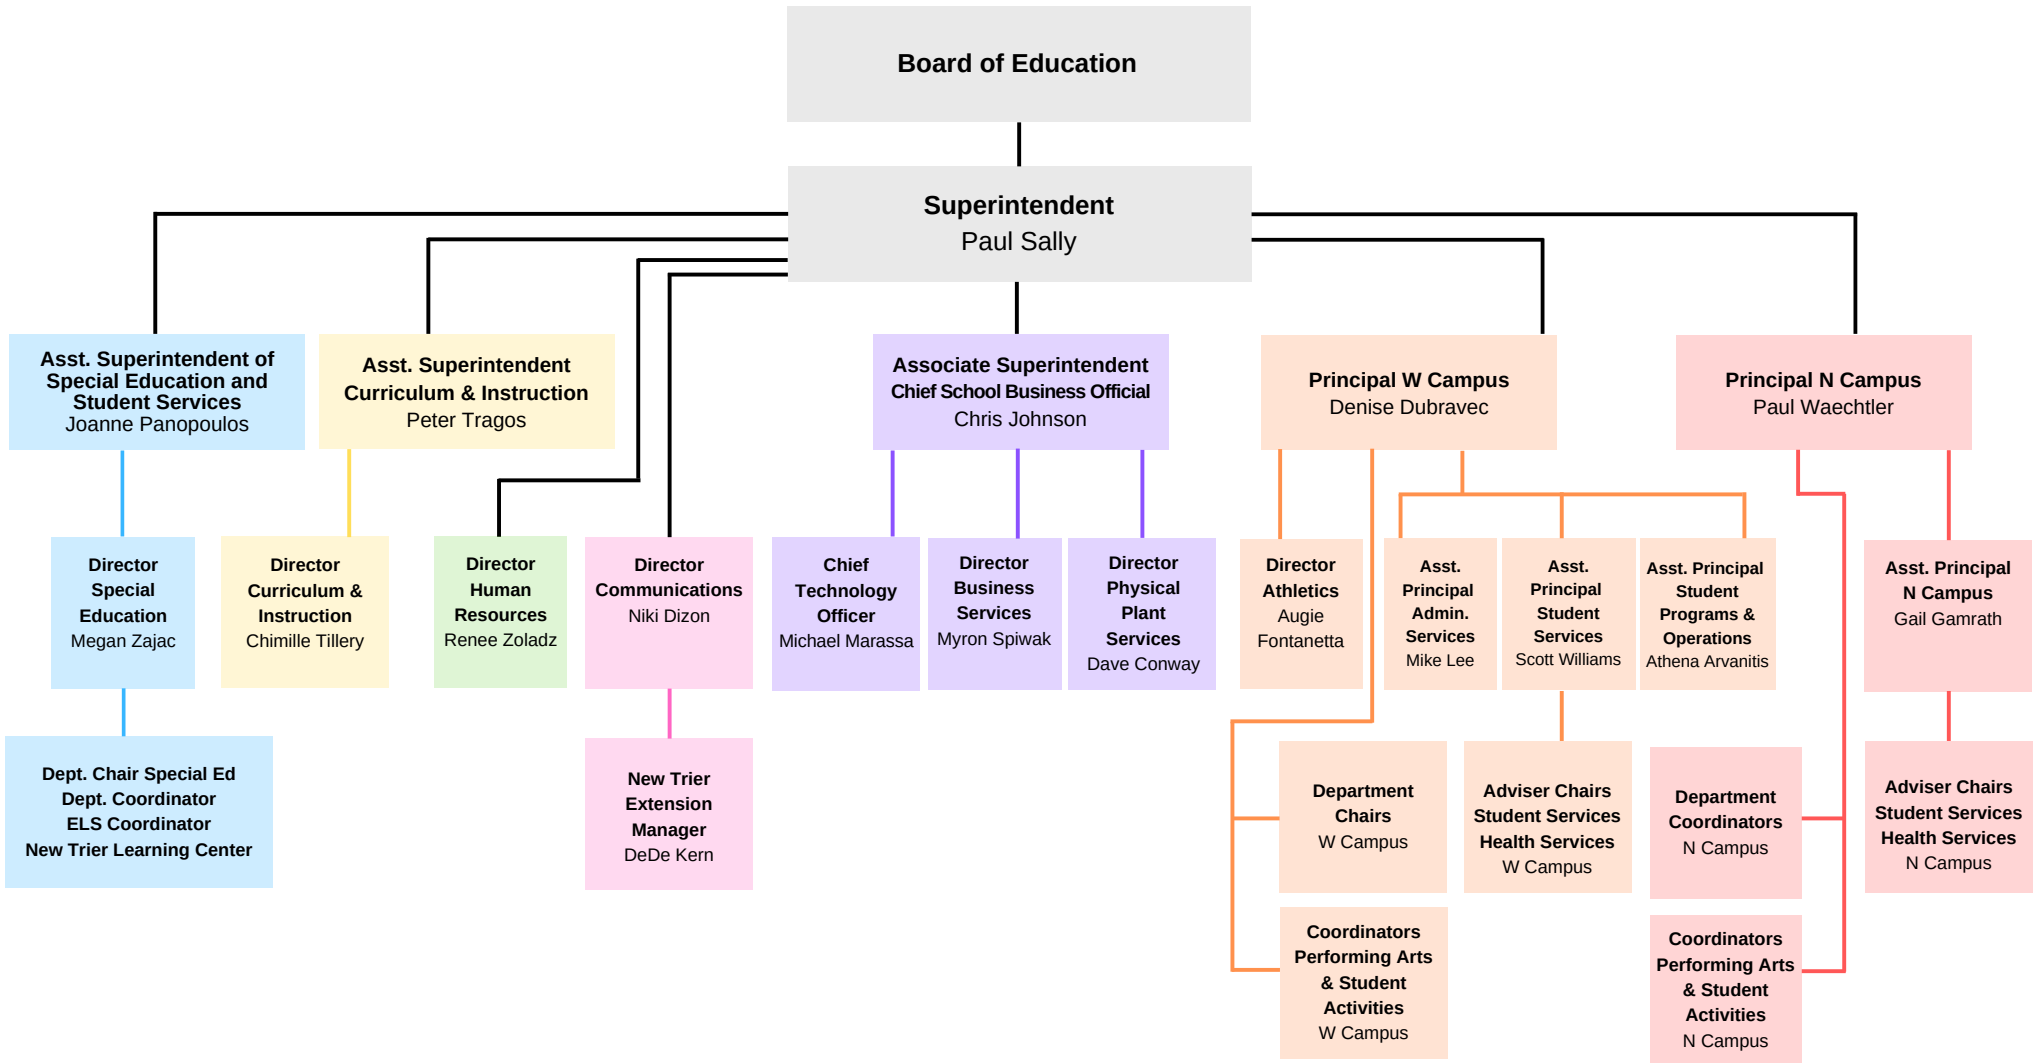 Board of Education
Superintendent
Paul Sally
Asst. Superintendent of
Special Education and
Student Services
Joanne Panopoulos
Asst. Superintendent
Curriculum & Instruction
Peter Tragos
Associate Superintendent
Chief School Business Official
Chris Johnson
Principal W Campus
Denise Dubravec
Principal N Campus
Paul Waechtler
Director
Special
Education
Megan Zajac
Director
Curriculum &
Instruction
Chimille Tillery
Director
Human
Resources
Renee Zoladz
Director
Communications
Niki Dizon
Chief
Technology
Officer
Michael Marassa
Director
Business
Services
Myron Spiwak
Director
Physical
Plant
Services
Dave Conway
Director
Athletics
Augie
Fontanetta
Asst.
Principal
Admin.
Services
Mike Lee
Asst.
Principal
Student
Services
Scott Williams
Asst. Principal
Student
Programs &
Operations
Athena Arvanitis
Asst. Principal
N Campus
Gail Gamrath
Dept. Chair Special Ed
Dept. Coordinator
ELS Coordinator
New Trier Learning Center
New Trier
Extension
Manager
DeDe Kern
Department
Chairs
W Campus
Adviser Chairs
Student Services
Health Services
W Campus
Department
Coordinators
N Campus
Adviser Chairs
Student Services
Health Services
N Campus
Coordinators
Performing Arts
& Student
Activities
W Campus
Coordinators
Performing Arts
& Student
Activities
N Campus